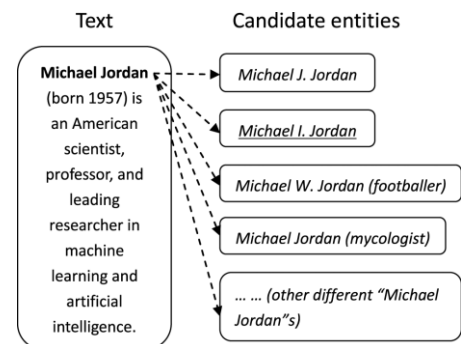 Text
Candidate entities
Michael Jordan
(born 1957) is
an American
scientist,
professor, and
leading
researcher in
machine
learning and
artificial
intelligence.
Michael J. Jordan
Michael I. Jordan
Michael W. Jordan (footballer)
Michael Jordan (mycologist)
... ... (other different “Michael
Jordan”s)